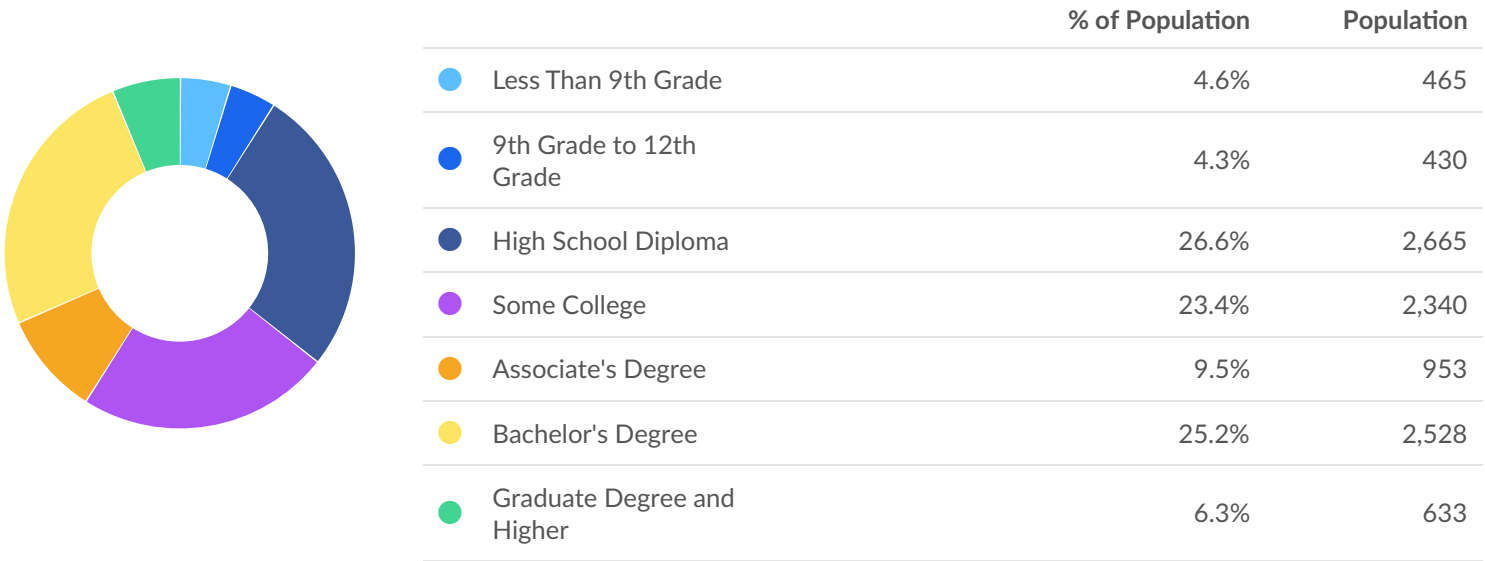 % of Population Population
Less Than 9th Grade 4.6% 465
9th Grade to 12th
Grade 4.3% 430
High School Diploma 26.6% 2,665
Some College 23.4% 2,340
Associate's Degree 9.5% 953
Bachelor's Degree 25.2% 2,528
Graduate Degree and
Higher 6.3% 633